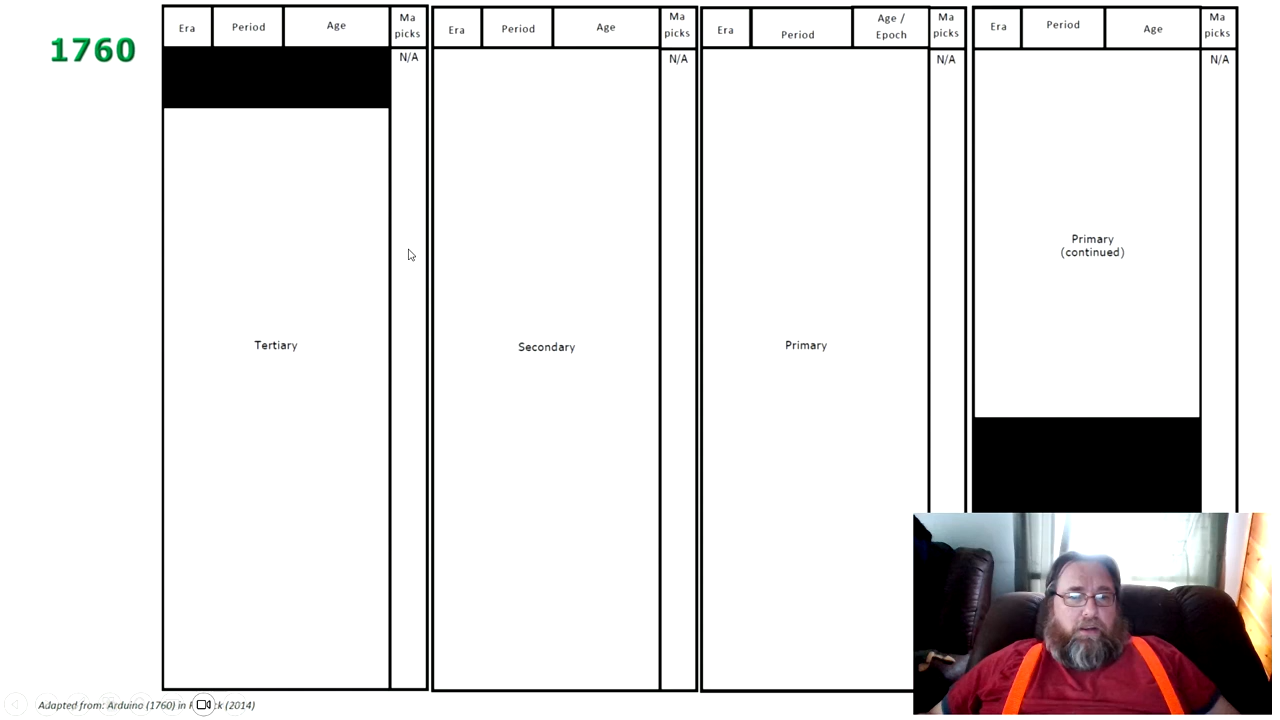 1760
Era Period Age Ma picks
N/A
Tertiary
Era Period Age Ma picks
N/A
Secondary
Era Period Age / Epoch Ma picks
N/A
Primary
Era Period Age Ma picks
N/A
Primary
(continued)
Adapted from: Arduino (1760) in (2014)